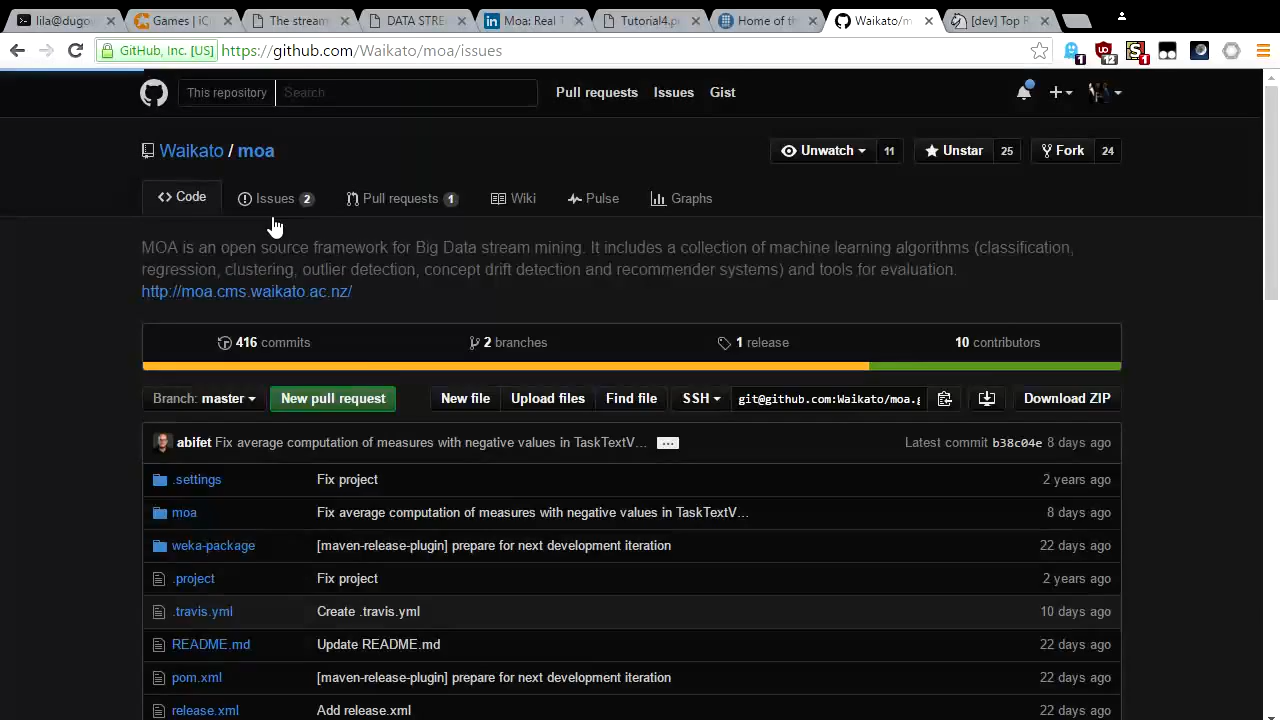 lila@dugou
Games | iC
The stream
DATA STRE
Moa: Real T
Tutorial4.p
Home of th
Waikato/m
[dev] Top R
GitHub, Inc. [US] https://github.com/Waikato/moa/issues
1 12 1
This repository Search Pull requests Issues Gist
Waikato / moa Unwatch 11 Unstar 25 Fork 24
Code Issues 2 Pull requests 1 Wiki Pulse Graphs
MOA is an open source framework for Big Data stream mining. It includes a collection of machine learning algorithms (classification,
regression, clustering, outlier detection, concept drift detection and recommender systems) and tools for evaluation.
http://moa.cms.waikato.ac.nz/
416 commits 2 branches 1 release 10 contributors
Branch: master New pull request New file Upload files Find file SSH git@github.com:Waikato/moa.g Download ZIP
abifet Fix average computation of measures with negative values in TaskTextV… … Latest commit b38c04e 8 days ago
.settings Fix project 2 years ago
moa Fix average computation of measures with negative values in TaskTextV… 8 days ago
weka-package [maven-release-plugin] prepare for next development iteration 22 days ago
.project Fix project 2 years ago
.travis.yml Create .travis.yml 10 days ago
README.md Update README.md 22 days ago
pom.xml [maven-release-plugin] prepare for next development iteration 22 days ago
release.xml Add release.xml 22 days ago